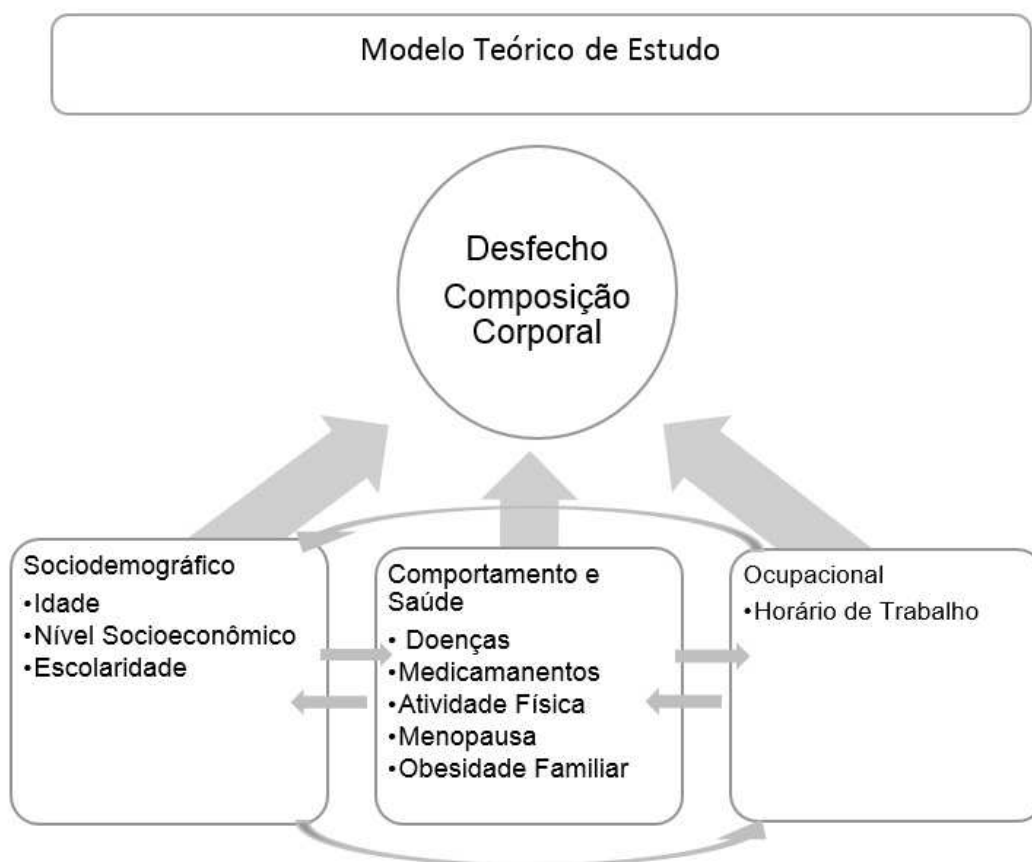 Modelo Teórico de Estudo
Desfecho
Composição
Corporal
Sociodemográfico
•Idade
•Nível Socioeconômico
•Escolaridade
Comportamento e
Saúde
• Doenças
•Medicamanentos
•Atividade Física
•Menopausa
•Obesidade Familiar
Ocupacional
•Horário de Trabalho